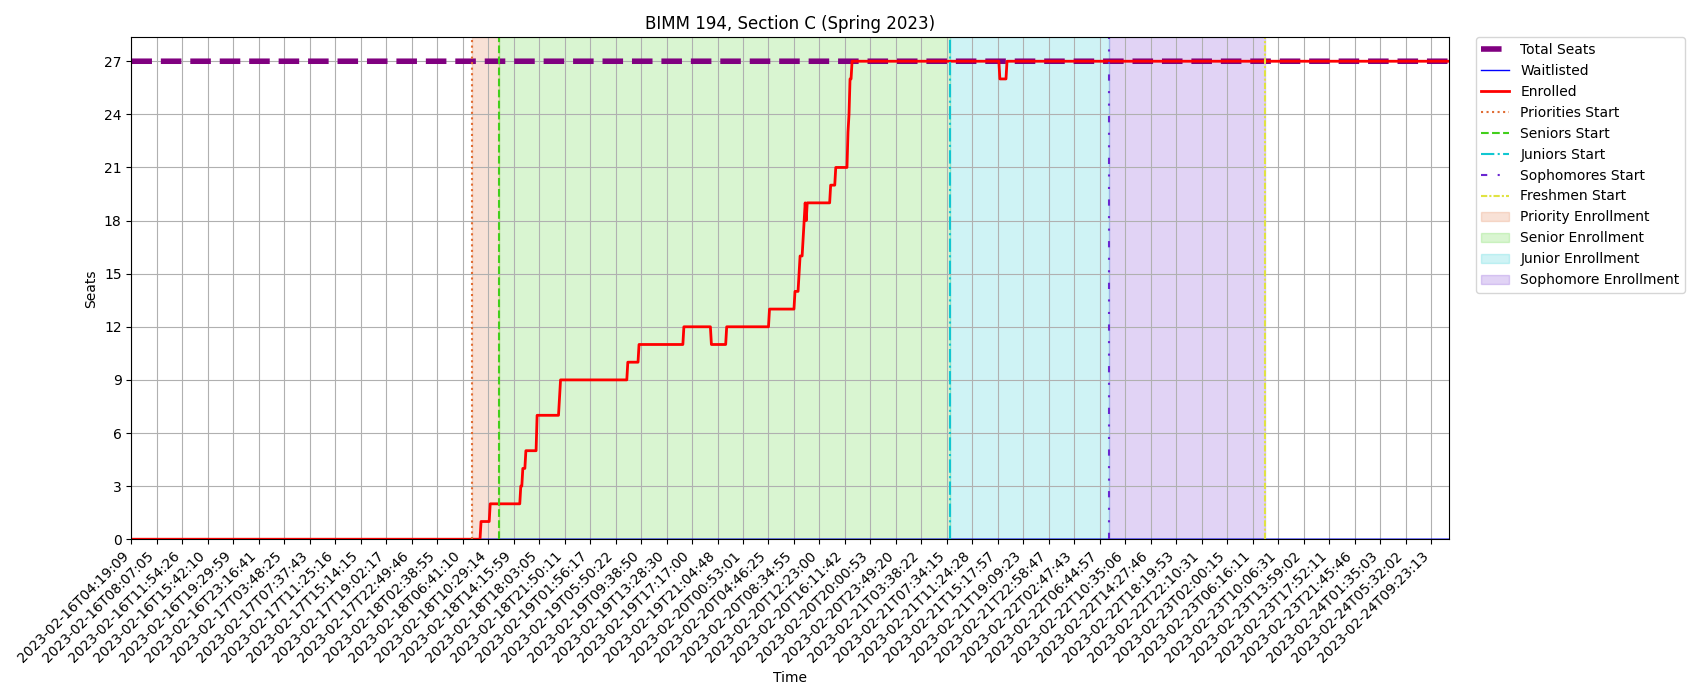 BIMM 194, Section C (Spring 2023)
Seats
27
24
21
18
15
12
9
6
3
0
2023-02-16T04:19:09
2023-02-16T08:07:05
2023-02-16T11:54:26
2023-02-16T15:42:10
2023-02-16T19:29:59
2023-02-16T23:16:41
2023-02-17T03:48:25
2023-02-17T07:37:43
2023-02-17T11:25:16
2023-02-17T15:14:15
2023-02-17T19:02:17
2023-02-17T22:49:46
2023-02-18T02:38:55
2023-02-18T06:41:10
2023-02-18T10:29:14
2023-02-18T14:15:59
2023-02-18T18:03:05
2023-02-18T21:50:11
2023-02-19T01:56:17
2023-02-19T05:50:22
2023-02-19T09:38:50
2023-02-19T13:28:30
2023-02-19T17:17:00
2023-02-19T21:04:48
2023-02-20T00:53:01
2023-02-20T04:46:25
2023-02-20T08:34:55
2023-02-20T12:23:00
2023-02-20T16:11:42
2023-02-20T20:00:53
2023-02-20T23:49:20
2023-02-21T03:38:22
2023-02-21T07:34:15
2023-02-21T11:24:28
2023-02-21T15:17:57
2023-02-21T19:09:23
2023-02-21T22:58:47
2023-02-22T02:47:43
2023-02-22T06:44:57
2023-02-22T10:35:06
2023-02-22T14:27:46
2023-02-22T18:19:53
2023-02-22T22:10:31
2023-02-23T02:00:15
2023-02-23T06:16:11
2023-02-23T10:06:31
2023-02-23T13:59:02
2023-02-23T17:52:11
2023-02-23T21:45:46
2023-02-24T01:35:03
2023-02-24T05:32:02
2023-02-24T09:23:13
Time
Total Seats
Waitlisted
Enrolled
Priorities Start
Seniors Start
Juniors Start
Sophomores Start
Freshmen Start
Priority Enrollment
Senior Enrollment
Junior Enrollment
Sophomore Enrollment